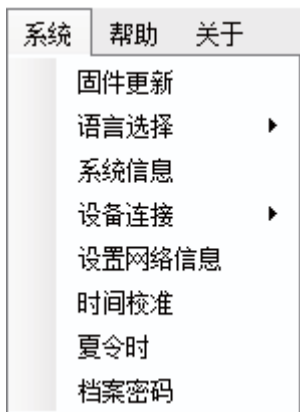 系统 帮助 关于
固件更新
语言选择
系统信息
设备连接
设置网络信息
时间校准
夏令时
档案密码